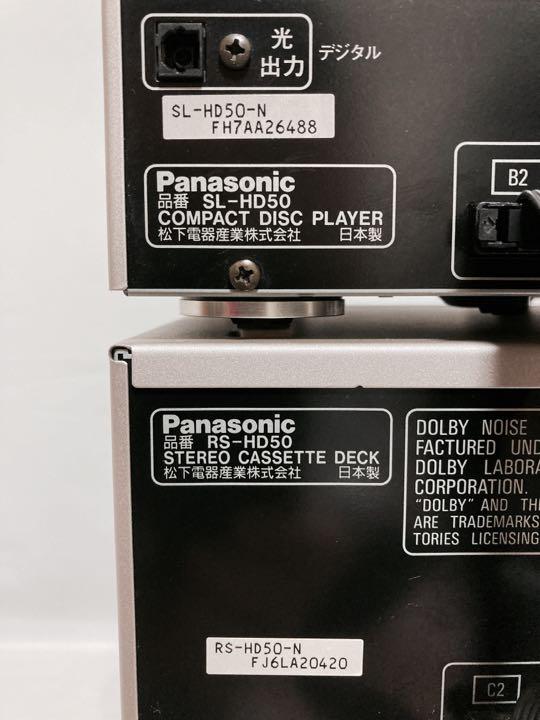 光
出力
デジタル
SL-HD50-N
FH7AA26488
Panasonic
品番 SL-HD50
COMPACT DISC PLAYER
松下電器産業株式会社 日本製
B2
Panasonic
品番 RS-HD50
STEREO CASSETTE DECK
松下電器産業株式会社 日本製
DOLBY NOISE
FACTURED UND
DOLBY LABORA
CORPORATION.
“DOLBY” AND TH
ARE TRADEMARKS
TORIES LICENSING
RS-HD50-N
FJ6LA20420
C2